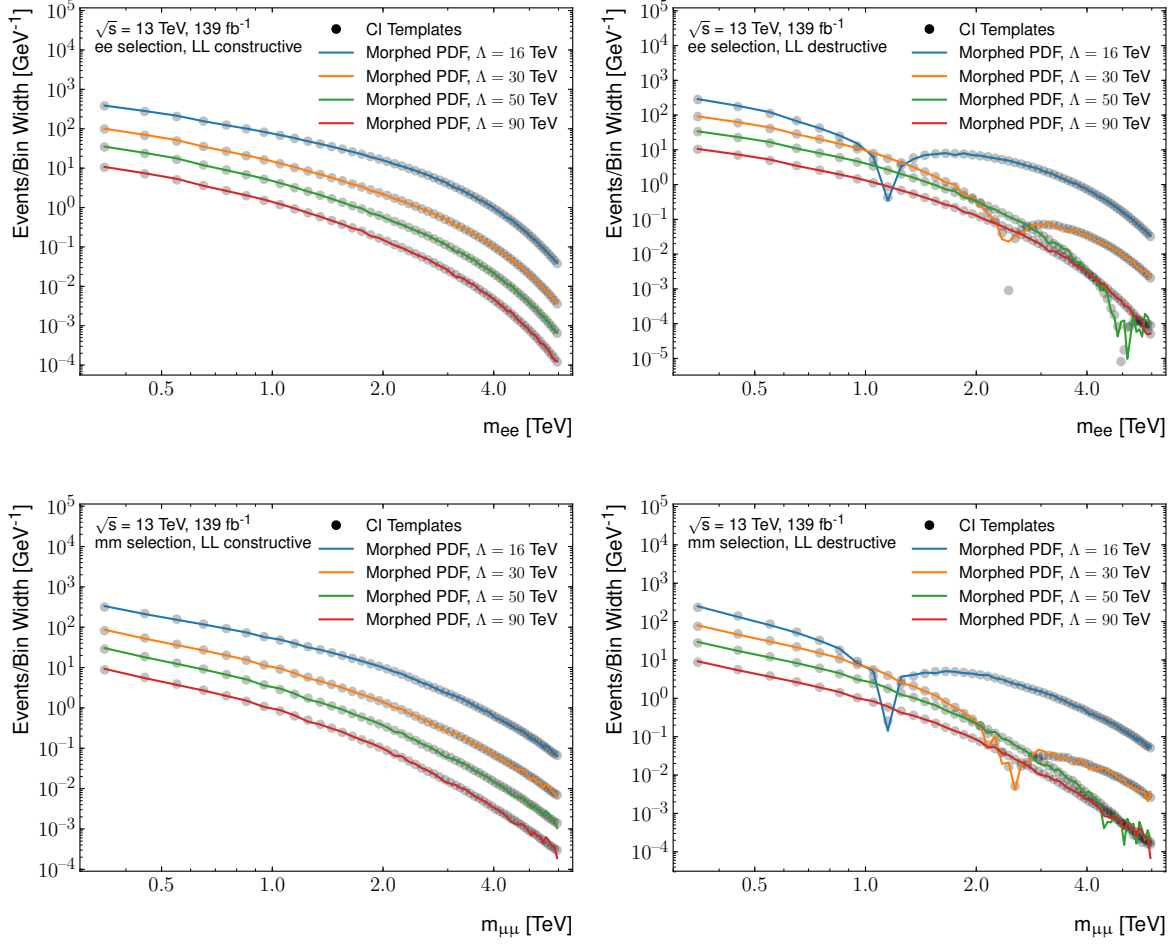 √s = 13 TeV, 139 fb⁻¹
ee selection, LL constructive
CI Templates
Morphed PDF, Λ = 16 TeV
Morphed PDF, Λ = 30 TeV
Morphed PDF, Λ = 50 TeV
Morphed PDF, Λ = 90 TeV
Events/Bin Width [GeV⁻¹]
10⁵
10⁴
10³
10²
10¹
10⁰
10⁻¹
10⁻²
10⁻³
10⁻⁴
0.5 1.0 2.0 4.0
m_ee [TeV]
√s = 13 TeV, 139 fb⁻¹
ee selection, LL destructive
CI Templates
Morphed PDF, Λ = 16 TeV
Morphed PDF, Λ = 30 TeV
Morphed PDF, Λ = 50 TeV
Morphed PDF, Λ = 90 TeV
Events/Bin Width [GeV⁻¹]
10⁵
10⁴
10³
10²
10¹
10⁰
10⁻¹
10⁻²
10⁻³
10⁻⁴
10⁻⁵
0.5 1.0 2.0 4.0
m_ee [TeV]
√s = 13 TeV, 139 fb⁻¹
mm selection, LL constructive
CI Templates
Morphed PDF, Λ = 16 TeV
Morphed PDF, Λ = 30 TeV
Morphed PDF, Λ = 50 TeV
Morphed PDF, Λ = 90 TeV
Events/Bin Width [GeV⁻¹]
10⁵
10⁴
10³
10²
10¹
10⁰
10⁻¹
10⁻²
10⁻³
10⁻⁴
0.5 1.0 2.0 4.0
m_μμ [TeV]
√s = 13 TeV, 139 fb⁻¹
mm selection, LL destructive
CI Templates
Morphed PDF, Λ = 16 TeV
Morphed PDF, Λ = 30 TeV
Morphed PDF, Λ = 50 TeV
Morphed PDF, Λ = 90 TeV
Events/Bin Width [GeV⁻¹]
10⁵
10⁴
10³
10²
10¹
10⁰
10⁻¹
10⁻²
10⁻³
10⁻⁴
0.5 1.0 2.0 4.0
m_μμ [TeV]